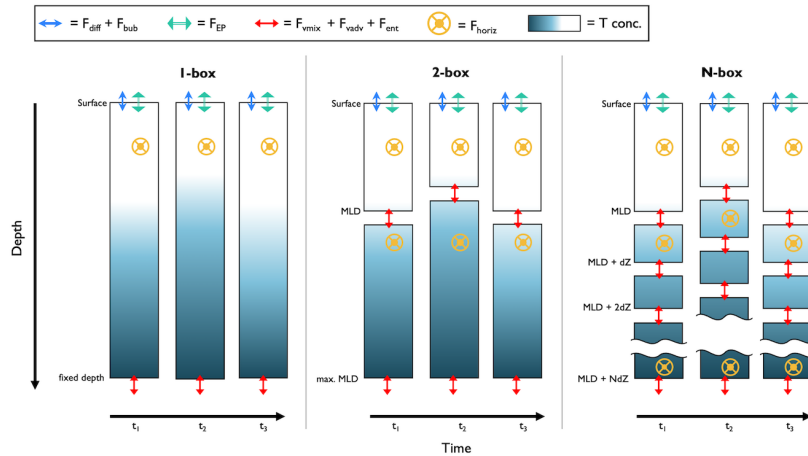 = F_diff + F_bub = F_EP = F_vmix + F_vadv + F_ent = F_horiz = T conc.
1-box 2-box N-box
Surface Surface Surface
MLD MLD
MLD + dZ
MLD + 2dZ
fixed depth max. MLD MLD + NdZ
Depth
t₁ t₂ t₃ t₁ t₂ t₃ t₁ t₂ t₃
Time